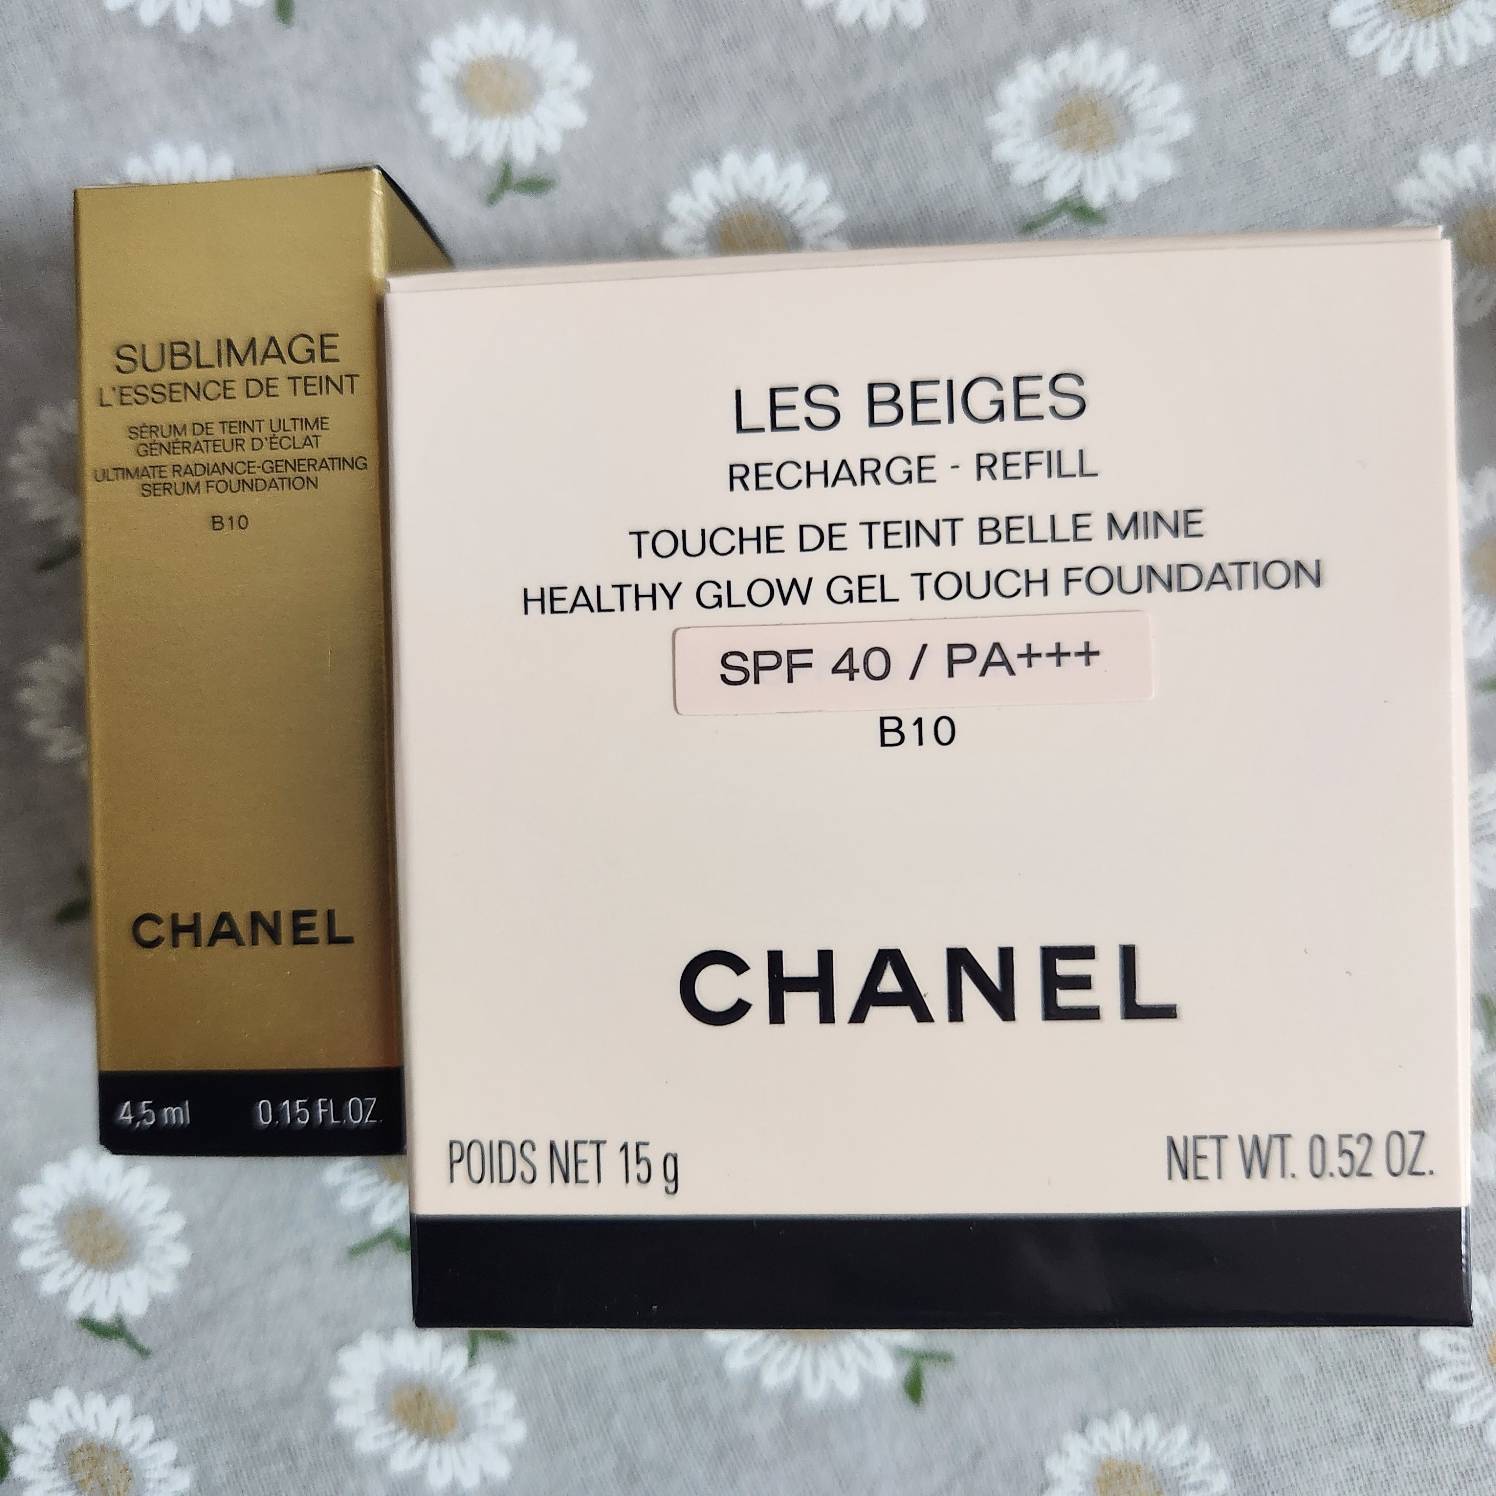 SUBLIMAGE
L'ESSENCE DE TEINT
SÉRUM DE TEINT ULTIME
GÉNÉRATEUR D'ÉCLAT
ULTIMATE RADIANCE-GENERATING
SERUM FOUNDATION
B10
CHANEL
4,5 ml 0.15 FL.OZ.
LES BEIGES
RECHARGE - REFILL
TOUCHE DE TEINT BELLE MINE
HEALTHY GLOW GEL TOUCH FOUNDATION
SPF 40 / PA+++
B10
CHANEL
POIDS NET 15 g NET WT. 0.52 OZ.